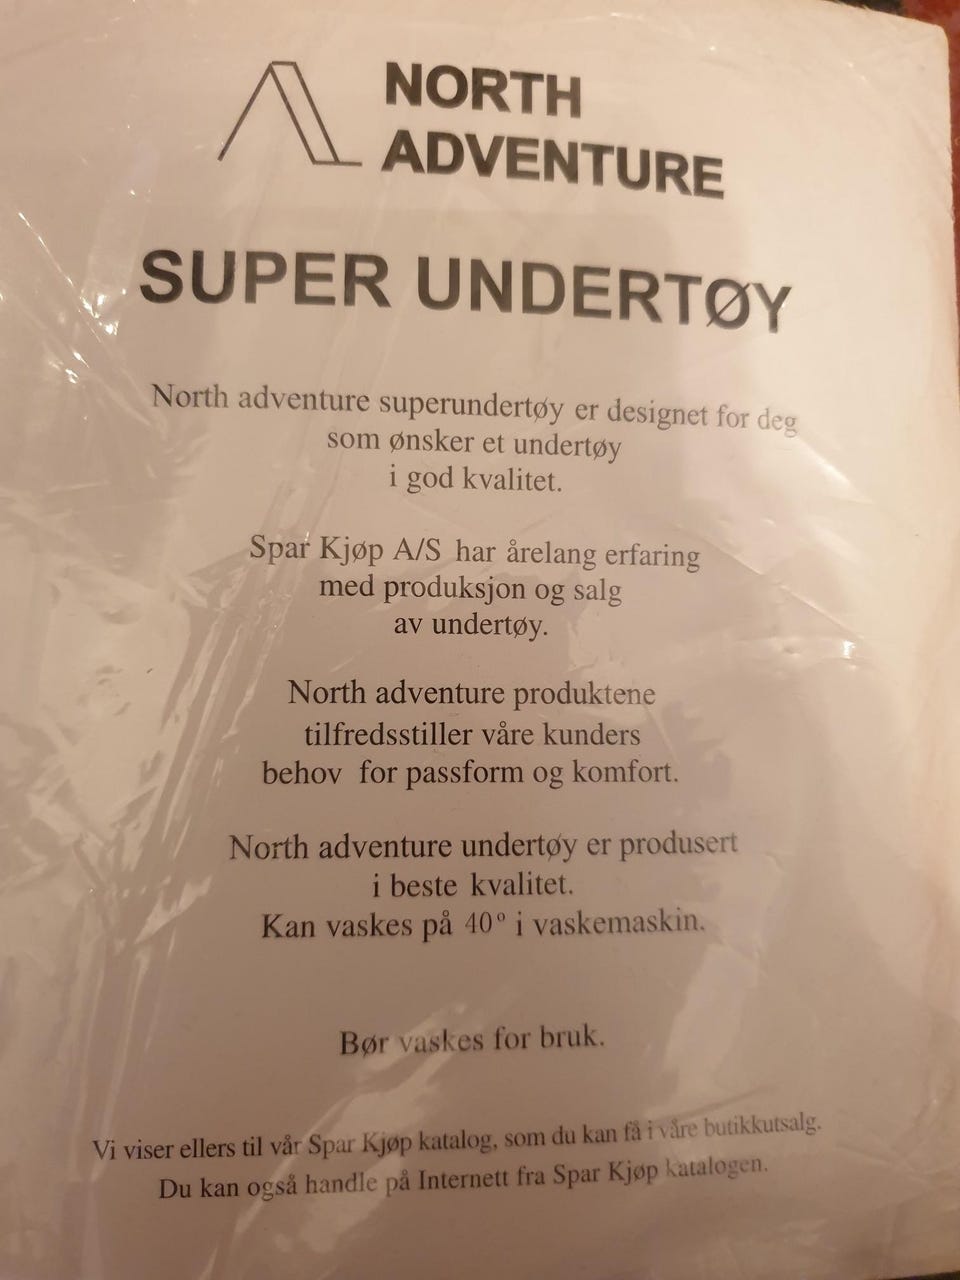 NORTH
ADVENTURE
SUPER UNDERTØY
North adventure superundertøy er designet for deg
som ønsker et undertøy
i god kvalitet.
Spar Kjøp A/S har årelang erfaring
med produksjon og salg
av undertøy.
North adventure produktene
tilfredsstiller våre kunders
behov for passform og komfort.
North adventure undertøy er produsert
i beste kvalitet.
Kan vaskes på 40° i vaskemaskin.
Bør vaskes for bruk.
Vi viser ellers til vår Spar Kjøp katalog, som du kan få i våre butikkutsalg.
Du kan også handle på Internett fra Spar Kjøp katalogen.